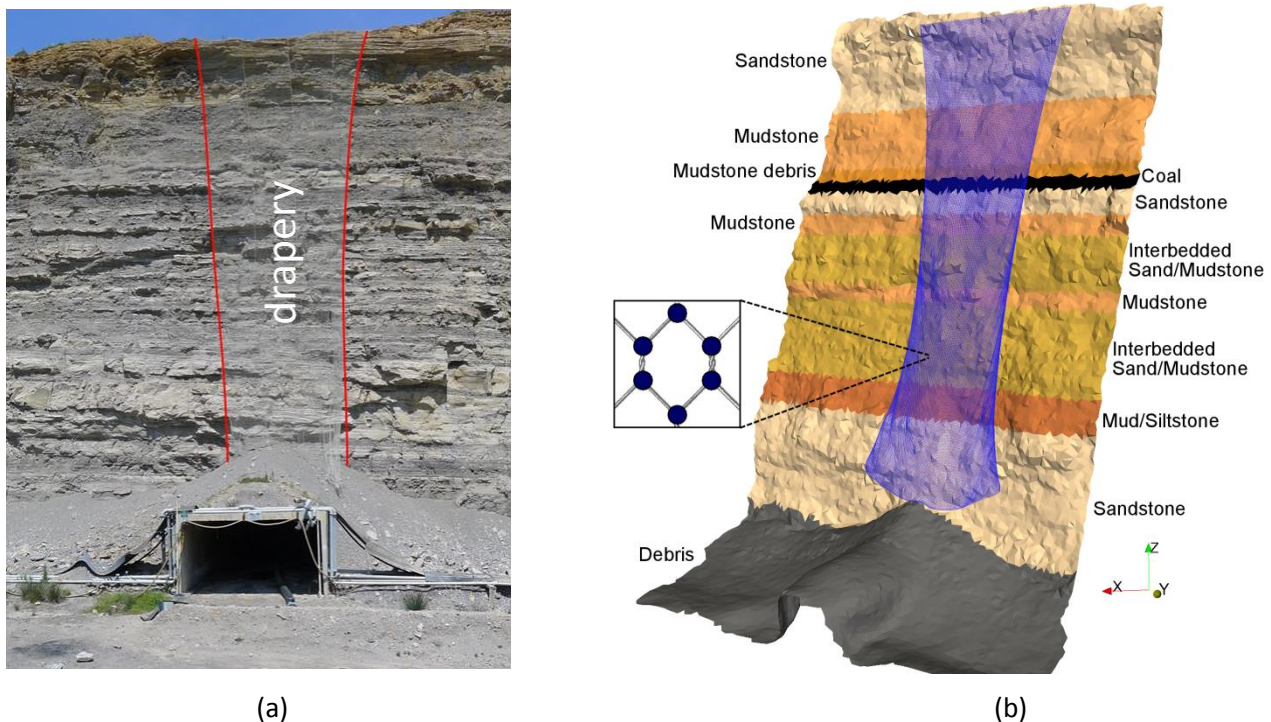 drapery
Sandstone
Mudstone
Mudstone debris
Coal
Sandstone
Mudstone
Interbedded
Sand/Mudstone
Mudstone
Interbedded
Sand/Mudstone
Mud/Siltstone
Sandstone
Debris
Z
X
Y
(a)
(b)